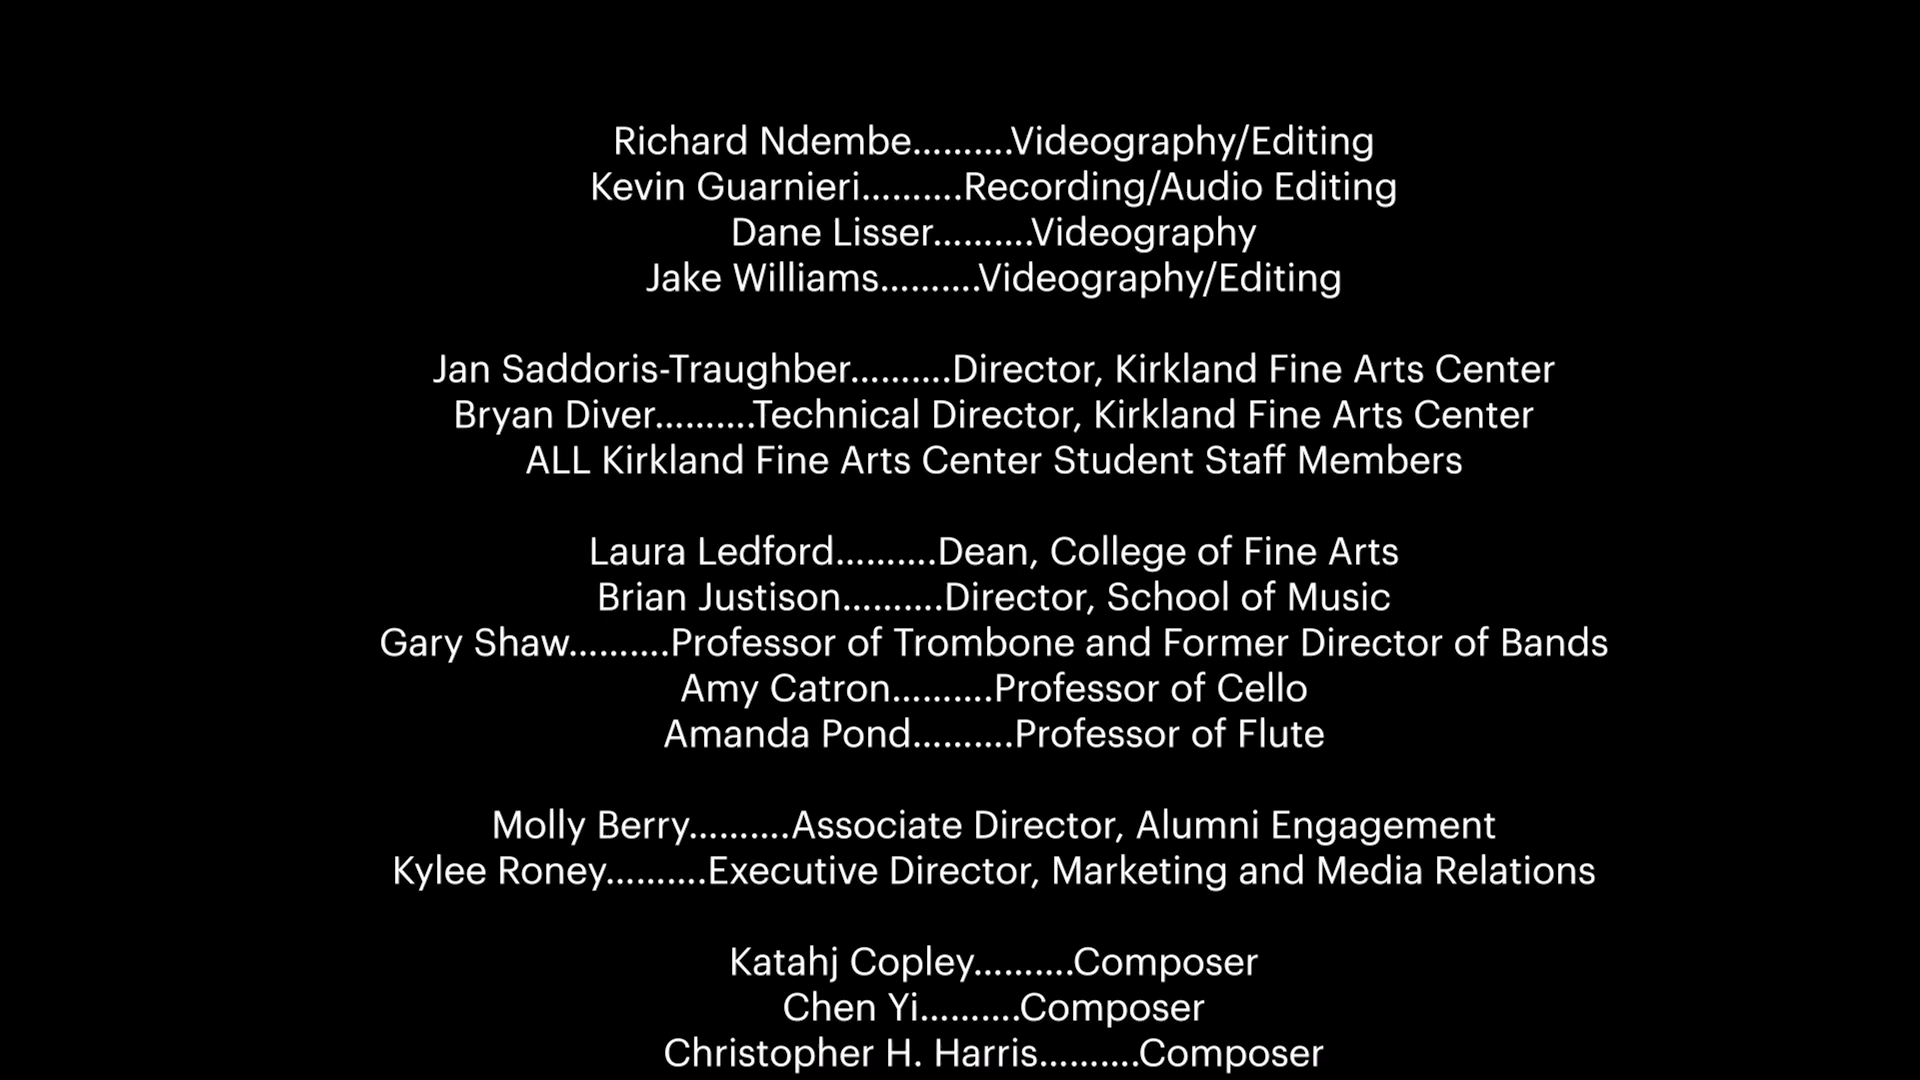 Richard Ndembe..........Videography/Editing
Kevin Guarnieri..........Recording/Audio Editing
Dane Lisser..........Videography
Jake Williams..........Videography/Editing
Jan Saddoris-Traughber..........Director, Kirkland Fine Arts Center
Bryan Diver..........Technical Director, Kirkland Fine Arts Center
ALL Kirkland Fine Arts Center Student Staff Members
Laura Ledford..........Dean, College of Fine Arts
Brian Justison..........Director, School of Music
Gary Shaw..........Professor of Trombone and Former Director of Bands
Amy Catron..........Professor of Cello
Amanda Pond..........Professor of Flute
Molly Berry..........Associate Director, Alumni Engagement
Kylee Roney..........Executive Director, Marketing and Media Relations
Katahj Copley..........Composer
Chen Yi..........Composer
Christopher H. Harris..........Composer